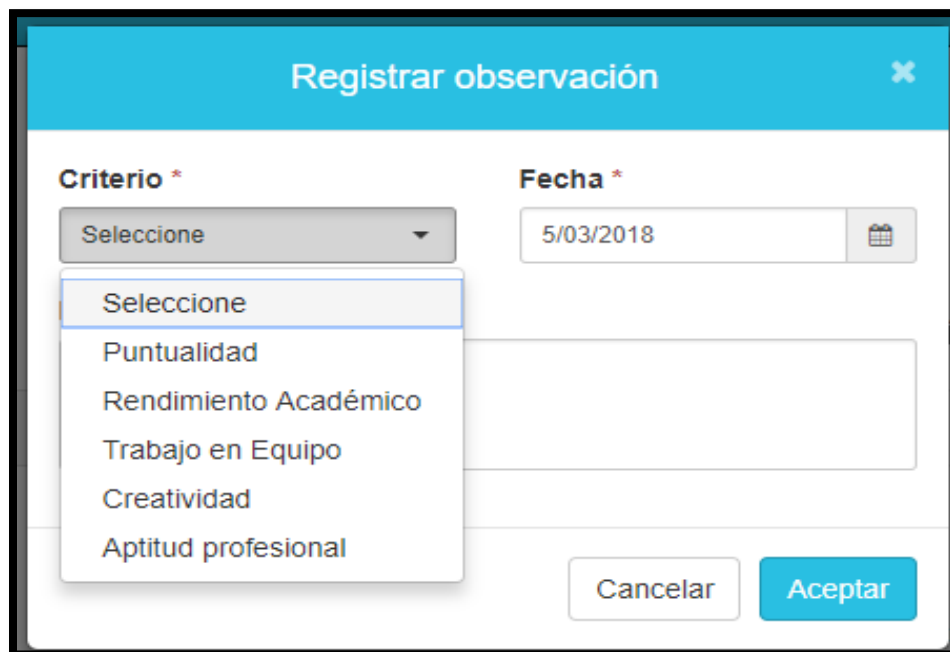 Registrar observación
Criterio * Fecha *
Seleccione 5/03/2018
Seleccione
Puntualidad
Rendimiento Académico
Trabajo en Equipo
Creatividad
Aptitud profesional
Cancelar Aceptar